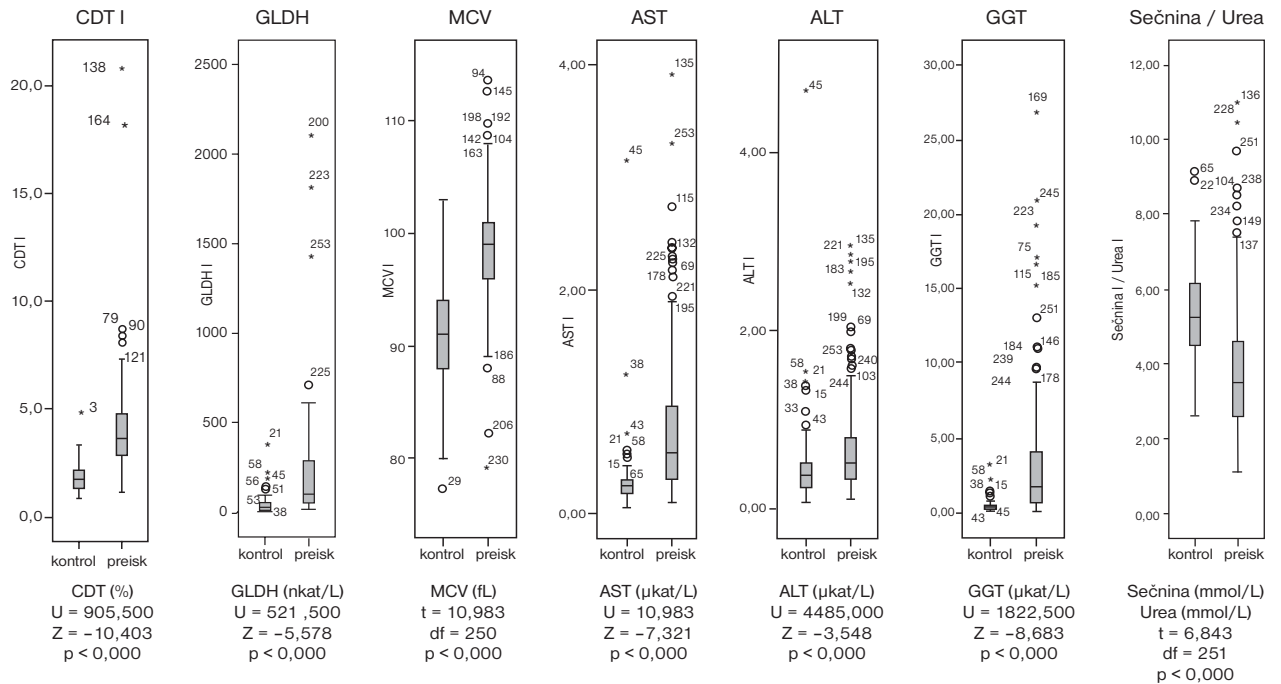 CDT I
GLDH
MCV
AST
ALT
GGT
Sečnina / Urea
CDT I
20,0
15,0
10,0
5,0
0,0
138
164
79
90
121
3
kontrol
preisk
GLDH I
2500
2000
1500
1000
500
0
200
223
253
225
21
58
45
56
51
53
38
kontrol
preisk
MCV I
110
100
90
80
94
145
198
192
142
104
163
186
88
206
230
29
kontrol
preisk
AST I
4,00
2,00
0,00
135
253
45
115
132
225
69
178
221
195
38
43
21
58
15
65
kontrol
preisk
ALT I
4,00
2,00
0,00
45
135
221
195
183
132
199
69
253
240
244
103
58
21
38
15
33
43
kontrol
preisk
GGT I
30,00
25,00
20,00
15,00
10,00
5,00
0,00
169
245
223
75
115
185
251
184
146
239
244
178
21
58
38
15
43
45
kontrol
preisk
Sečnina I / Urea I
12,00
10,00
8,00
6,00
4,00
2,00
0,00
136
228
251
65
22
104
238
234
149
137
kontrol
preisk
CDT (%)
U = 905,500
Z = −10,403
p < 0,000
GLDH (nkat/L)
U = 521 ,500
Z = −5,578
p < 0,000
MCV (fL)
t = 10,983
df = 250
p < 0,000
AST (µkat/L)
U = 10,983
Z = −7,321
p < 0,000
ALT (µkat/L)
U = 4485,000
Z = −3,548
p < 0,000
GGT (µkat/L)
U = 1822,500
Z = −8,683
p < 0,000
Sečnina (mmol/L)
Urea (mmol/L)
t = 6,843
df = 251
p < 0,000